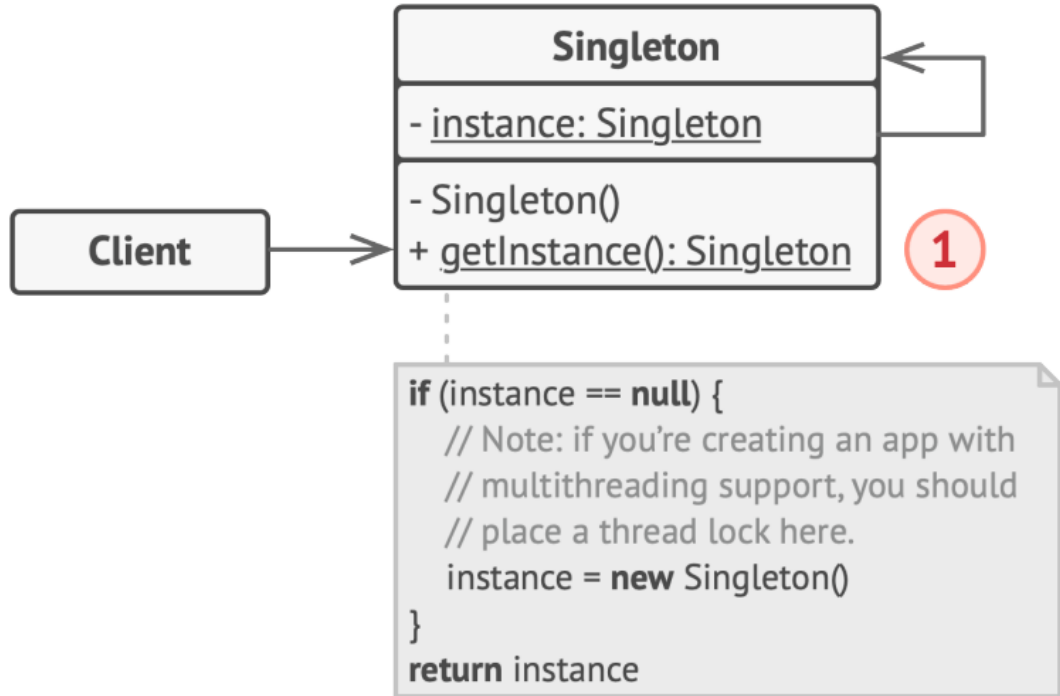 Singleton
- instance: Singleton
- Singleton()
Client
+ getInstance(): Singleton
1
if (instance == null) {
// Note: if you’re creating an app with
// multithreading support, you should
// place a thread lock here.
instance = new Singleton()
}
return instance